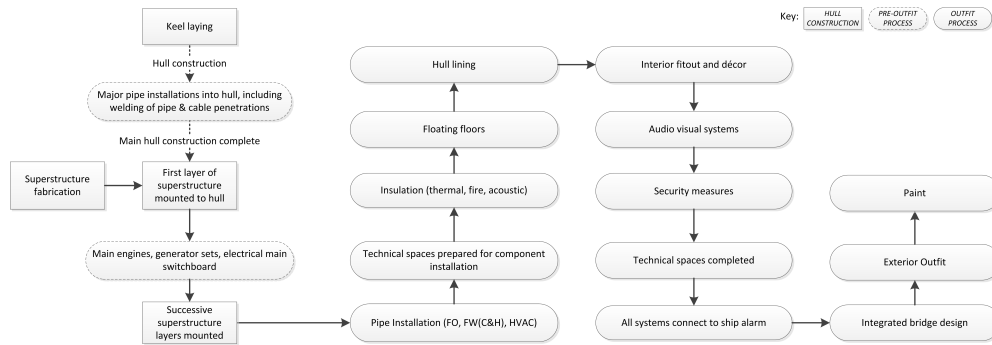 Key:
HULL
CONSTRUCTION
PRE-OUTFIT
PROCESS
OUTFIT
PROCESS
Keel laying
Hull construction
Major pipe installations into hull, including
welding of pipe & cable penetrations
Main hull construction complete
Superstructure
fabrication
First layer of
superstructure
mounted to hull
Main engines, generator sets, electrical main
switchboard
Successive
superstructure
layers mounted
Pipe Installation (FO, FW(C&H), HVAC)
Technical spaces prepared for component
installation
Insulation (thermal, fire, acoustic)
Floating floors
Hull lining
Interior fitout and décor
Audio visual systems
Security measures
Technical spaces completed
All systems connect to ship alarm
Integrated bridge design
Exterior Outfit
Paint